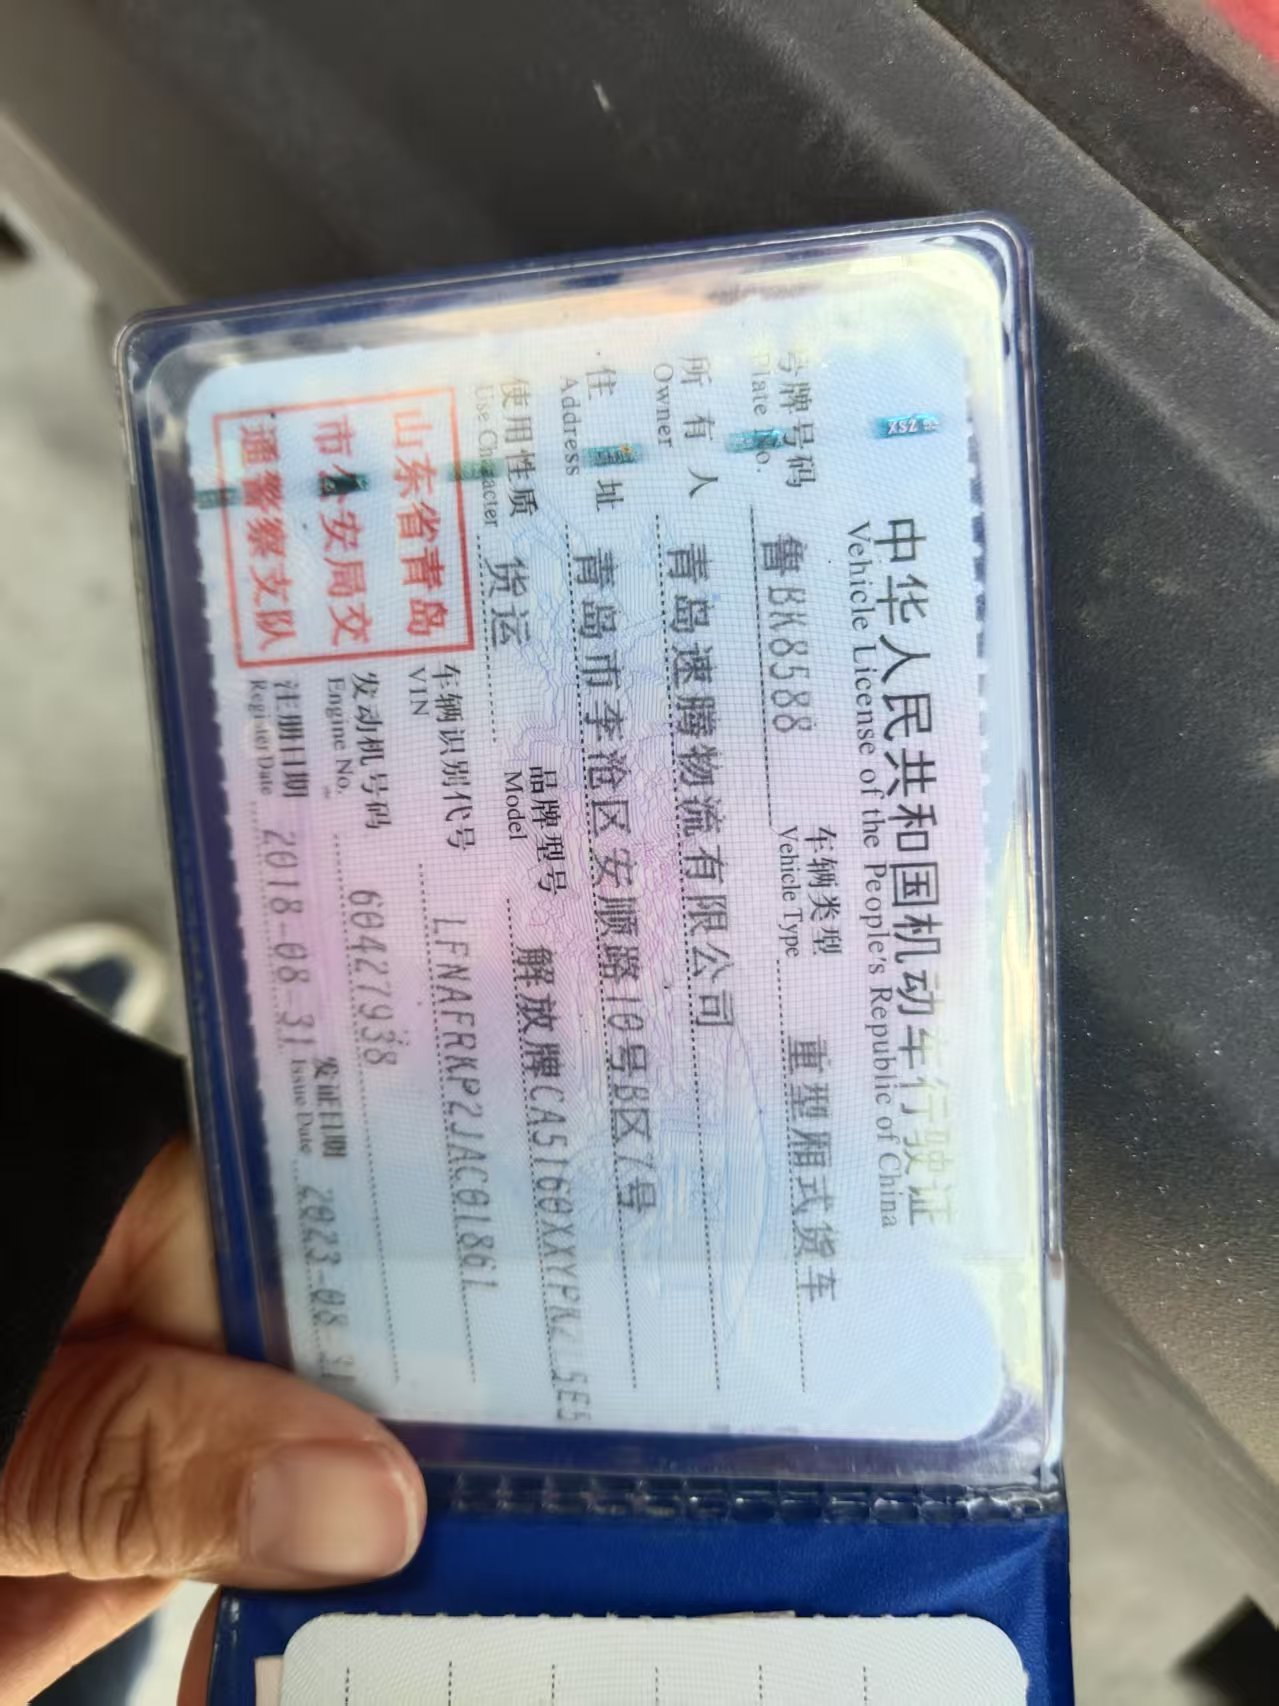 中华人民共和国机动车行驶证
Vehicle License of the People's Republic of China
号牌号码 鲁BK8588 车辆类型 重型厢式货车
Plate No. Vehicle Type
所有人 青岛速腾物流有限公司
Owner
住址 青岛市李沧区安顺路10号B区7号
Address
使用性质 货运 品牌型号 解放牌CA5160XXYPK2L5E5
Use Character Model
山东省青岛
市公安局交
通警察支队
车辆识别代号 LFNAFRKP2JAC01861
VIN
发动机号码 60427938
Engine No.
注册日期 2018-08-31 发证日期 2023-08-31
Register Date Issue Date